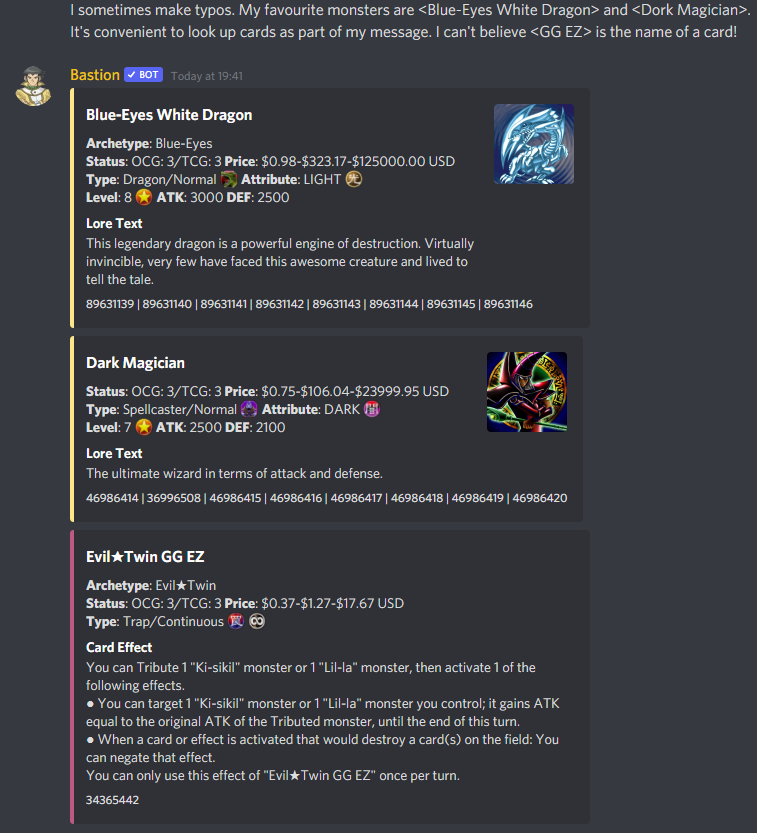 I sometimes make typos. My favourite monsters are <Blue-Eyes White Dragon> and <Dork Magician>.
It's convenient to look up cards as part of my message. I can't believe <GG EZ> is the name of a card!
Bastion ✓ BOT Today at 19:41
Blue-Eyes White Dragon
Archetype: Blue-Eyes
Status: OCG: 3/TCG: 3 Price: $0.98-$323.17-$125000.00 USD
Type: Dragon/Normal Attribute: LIGHT
Level: 8 ATK: 3000 DEF: 2500
Lore Text
This legendary dragon is a powerful engine of destruction. Virtually
invincible, very few have faced this awesome creature and lived to
tell the tale.
89631139 | 89631140 | 89631141 | 89631142 | 89631143 | 89631144 | 89631145 | 89631146
Dark Magician
Status: OCG: 3/TCG: 3 Price: $0.75-$106.04-$23999.95 USD
Type: Spellcaster/Normal Attribute: DARK
Level: 7 ATK: 2500 DEF: 2100
Lore Text
The ultimate wizard in terms of attack and defense.
46986414 | 36996508 | 46986415 | 46986416 | 46986417 | 46986418 | 46986419 | 46986420
Evil★Twin GG EZ
Archetype: Evil★Twin
Status: OCG: 3/TCG: 3 Price: $0.37-$1.27-$17.67 USD
Type: Trap/Continuous
Card Effect
You can Tribute 1 "Ki-sikil" monster or 1 "Lil-la" monster, then activate 1 of the
following effects.
● You can target 1 "Ki-sikil" monster or 1 "Lil-la" monster you control; it gains ATK
equal to the original ATK of the Tributed monster, until the end of this turn.
● When a card or effect is activated that would destroy a card(s) on the field: You
can negate that effect.
You can only use this effect of "Evil★Twin GG EZ" once per turn.
34365442